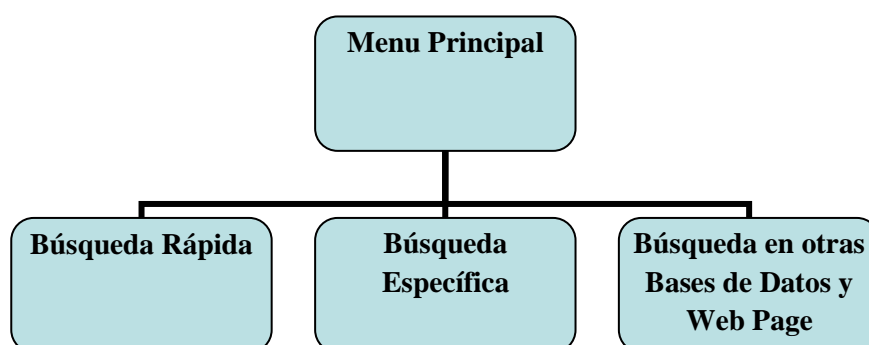 Menu Principal
Búsqueda Rápida
Búsqueda
Específica
Búsqueda en otras
Bases de Datos y
Web Page